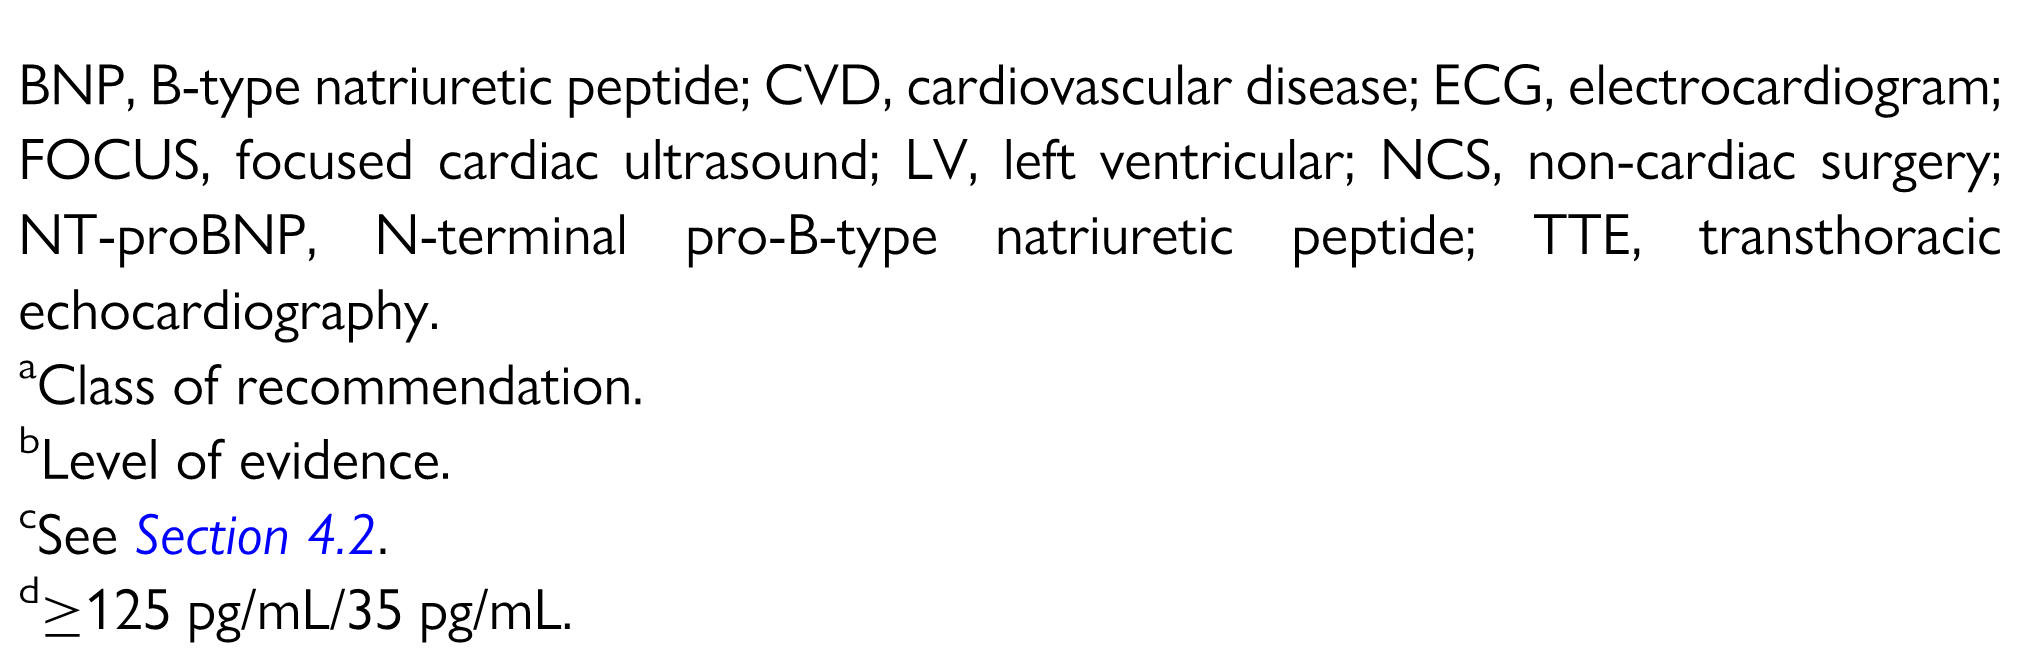 BNP, B-type natriuretic peptide; CVD, cardiovascular disease; ECG, electrocardiogram;
FOCUS, focused cardiac ultrasound; LV, left ventricular; NCS, non-cardiac surgery;
NT-proBNP, N-terminal pro-B-type natriuretic peptide; TTE, transthoracic
echocardiography.
ᵃClass of recommendation.
ᵇLevel of evidence.
ᶜSee Section 4.2.
ᵈ≥125 pg/mL/35 pg/mL.